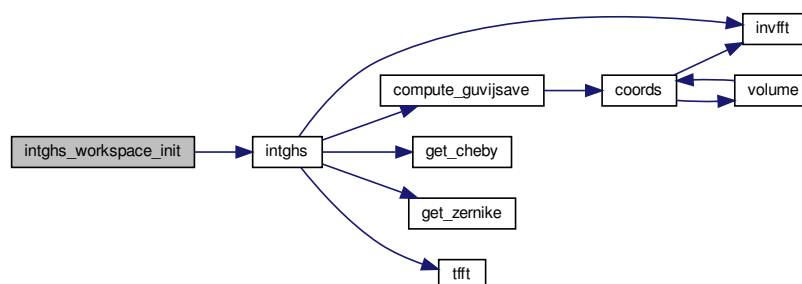 invfft
compute_guvijsave
coords
volume
intghs_workspace_init
intghs
get_cheby
get_zernike
tfft